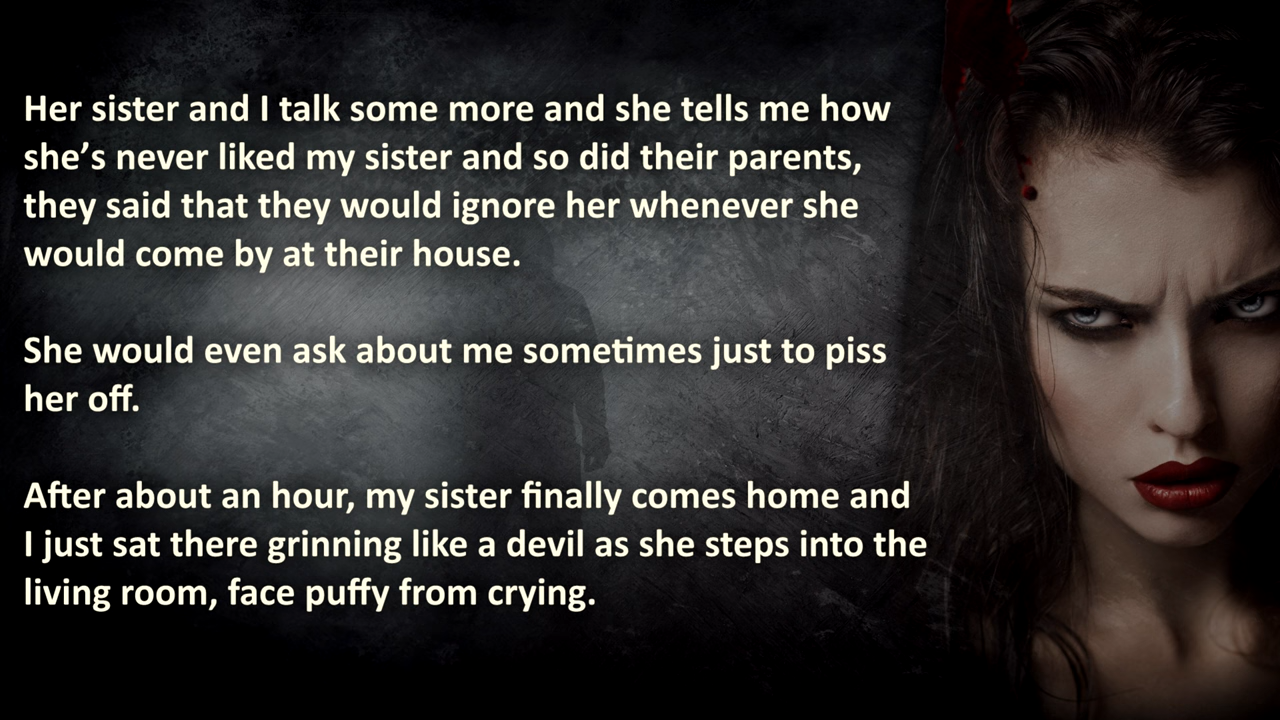 Her sister and I talk some more and she tells me how
she’s never liked my sister and so did their parents,
they said that they would ignore her whenever she
would come by at their house.
She would even ask about me sometimes just to piss
her off.
After about an hour, my sister finally comes home and
I just sat there grinning like a devil as she steps into the
living room, face puffy from crying.